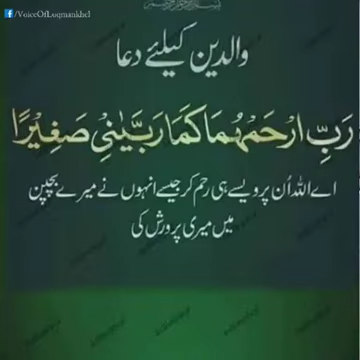 /VoiceOfLuqmankhel
والدین کیلئے دعا
رَبِّ ارْحَمْهُمَا كَمَا رَبَّيٰنِيْ صَغِيْرًا
اے اللہ اُن پر ویسے ہی رحم کر جیسے انہوں نے میرے بچپن
میں میری پرورش کی